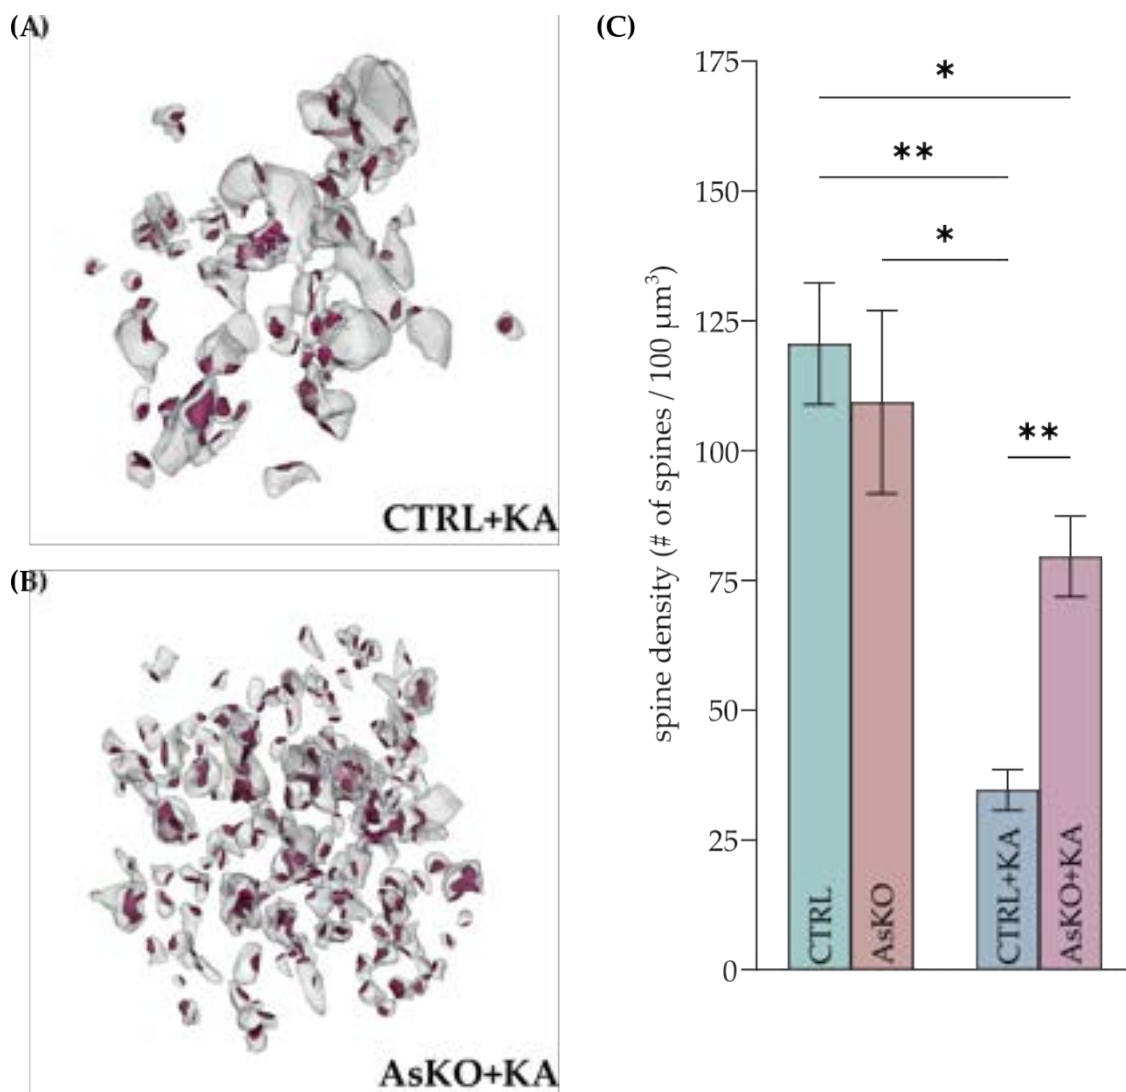 (A)
CTRL+KA
(B)
AsKO+KA
(C)
spine density (# of spines / 100 µm³)
175
150
125
100
75
50
25
0
*
**
*
**
CTRL
AsKO
CTRL+KA
AsKO+KA